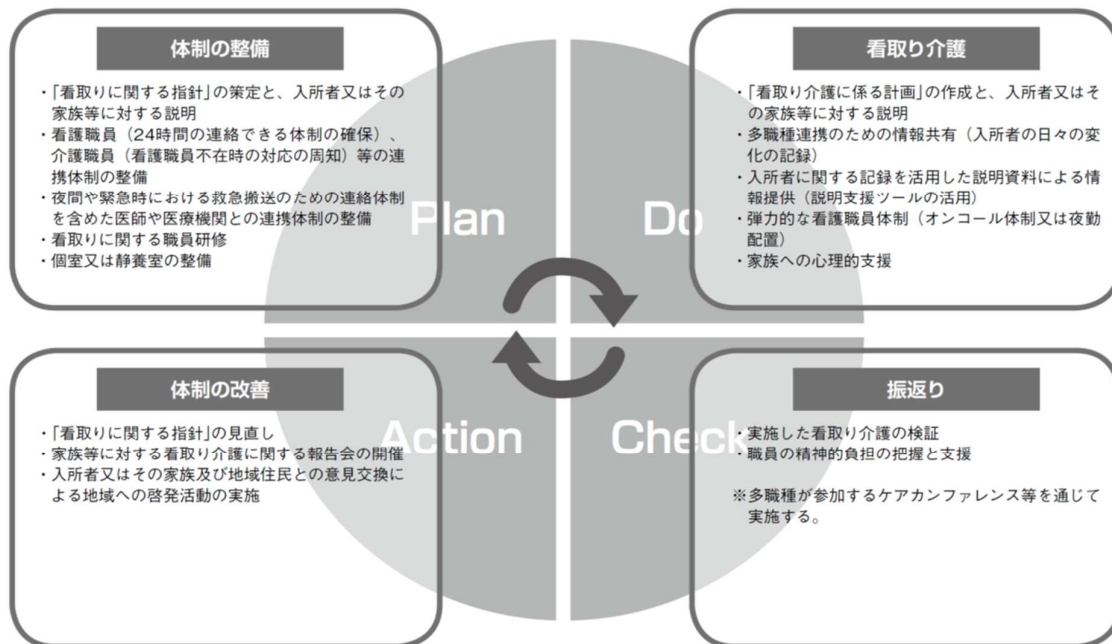 体制の整備
・「看取りに関する指針」の策定と、入所者又はその
家族等に対する説明
・看護職員（24時間の連絡できる体制の確保）、
介護職員（看護職員不在時の対応の周知）等の連
携体制の整備
・夜間や緊急時における救急搬送のための連絡体制
を含めた医師や医療機関との連携体制の整備
・看取りに関する職員研修
・個室又は静養室の整備
Plan
看取り介護
・「看取り介護に係る計画」の作成と、入所者又はそ
の家族等に対する説明
・多職種連携のための情報共有（入所者の日々の変
化の記録）
・入所者に関する記録を活用した説明資料による情
報提供（説明支援ツールの活用）
・弾力的な看護職員体制（オンコール体制又は夜勤
配置）
・家族への心理的支援
Do
体制の改善
・「看取りに関する指針」の見直し
・家族等に対する看取り介護に関する報告会の開催
・入所者又はその家族及び地域住民との意見交換に
よる地域への啓発活動の実施
Action
振返り
・実施した看取り介護の検証
・職員の精神的負担の把握と支援
※多職種が参加するケアカンファレンス等を通じて
実施する。
Check